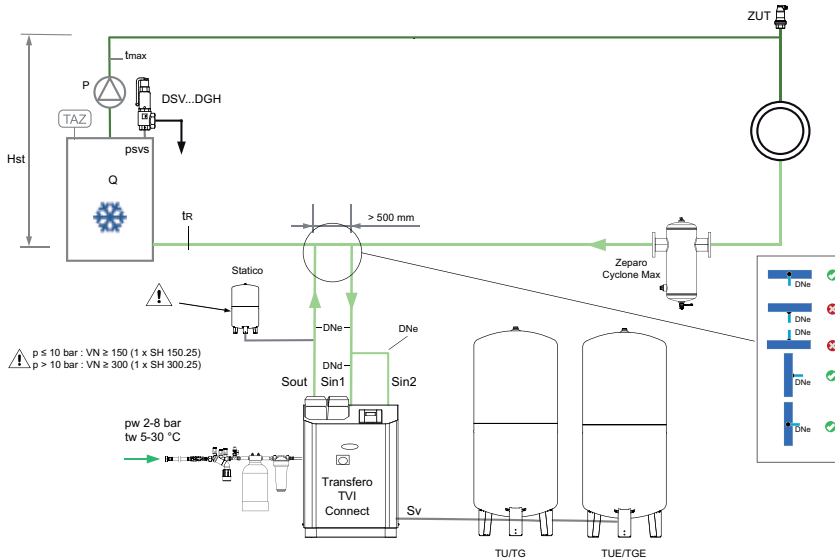 ZUT
tmax
P
DSV...DGH
TAZ
psvs
Hst
Q
tR
> 500 mm
Zeparo
Cyclone Max
Statico
DNe
DNe
DNe
DNe
DNe
DNe
p ≤ 10 bar : VN ≥ 150 (1 x SH 150.25)
p > 10 bar : VN ≥ 300 (1 x SH 300.25)
DNd
Sout
Sin1
Sin2
pw 2-8 bar
tw 5-30 °C
Transfero
TVI
Connect
Sv
TU/TG
TUE/TGE
DNe